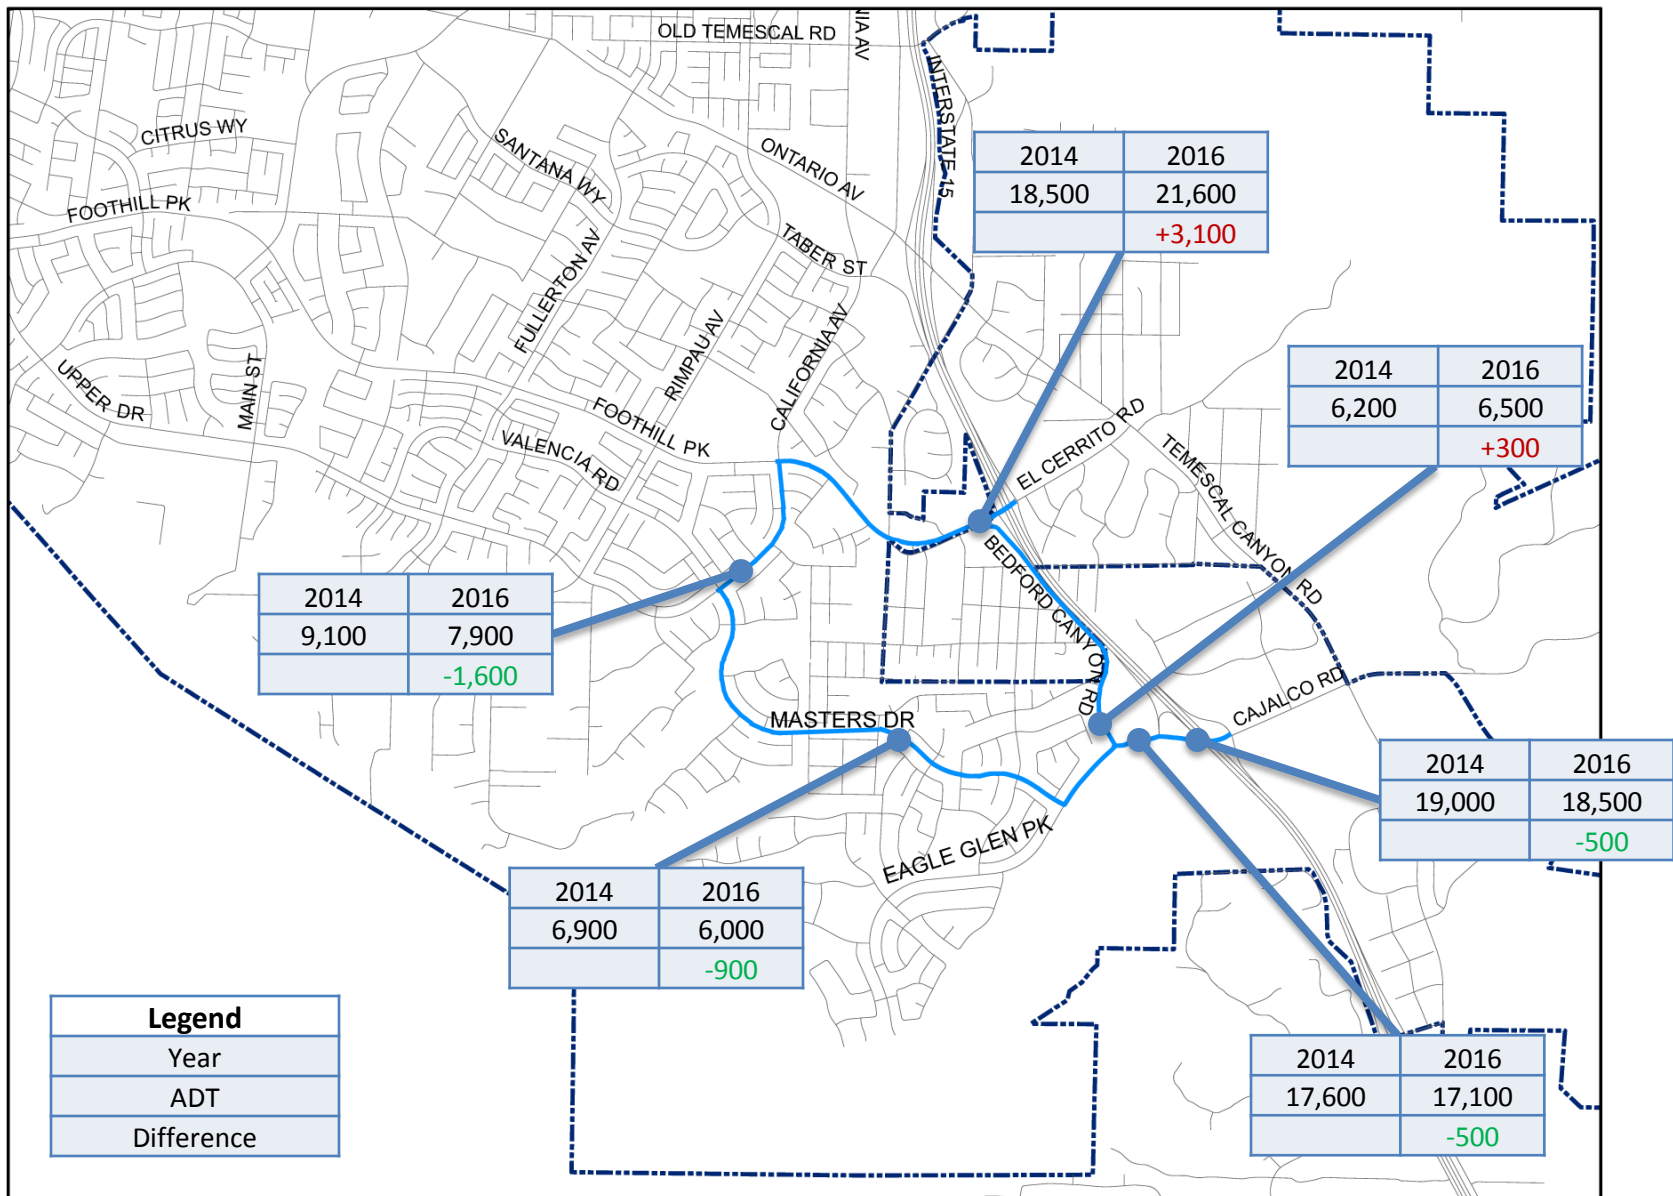 OLD TEMESCAL RD
NIA AV
INTERSTATE 15
CITRUS WY
SANTANA WY
ONTARIO AV
2014 2016
18,500 21,600
+3,100
FOOTHILL PK
FULLERTON AV
TABER ST
RIMPAU AV
CALIFORNIA AV
UPPER DR
MAIN ST
FOOTHILL PK
VALENCIA RD
2014 2016
6,200 6,500
+300
EL CERRITO RD
TEMESCAL CANYON RD
BEDFORD CANYON RD
2014 2016
9,100 7,900
-1,600
MASTERS DR
CAJALCO RD
2014 2016
19,000 18,500
-500
EAGLE GLEN PK
2014 2016
6,900 6,000
-900
Legend
Year
ADT
Difference
2014 2016
17,600 17,100
-500